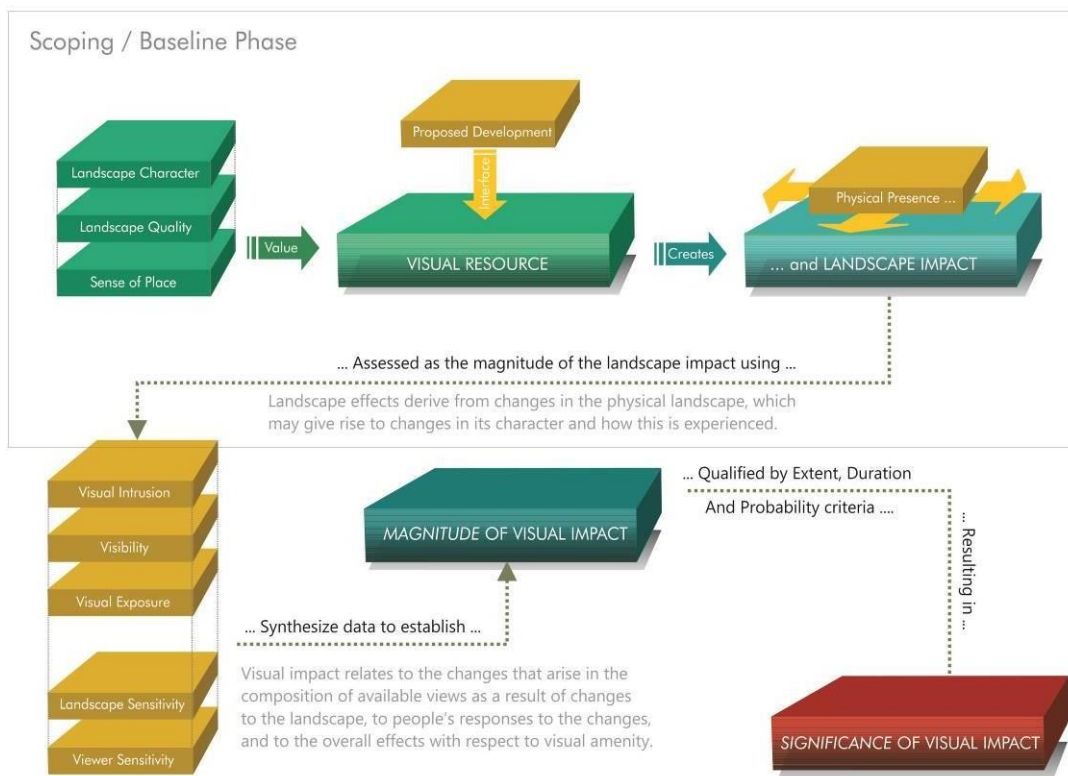 Scoping / Baseline Phase
Proposed Development
Interface
Landscape Character
Landscape Quality
Sense of Place
Value
VISUAL RESOURCE
Creates
Physical Presence ...
... and LANDSCAPE IMPACT
... Assessed as the magnitude of the landscape impact using ...
Landscape effects derive from changes in the physical landscape, which
may give rise to changes in its character and how this is experienced.
Visual Intrusion
Visibility
Visual Exposure
Landscape Sensitivity
Viewer Sensitivity
... Synthesize data to establish ...
Visual impact relates to the changes that arise in the
composition of available views as a result of changes
to the landscape, to people’s responses to the changes,
and to the overall effects with respect to visual amenity.
MAGNITUDE OF VISUAL IMPACT
... Qualified by Extent, Duration
And Probability criteria ....
... Resulting in ...
SIGNIFICANCE OF VISUAL IMPACT